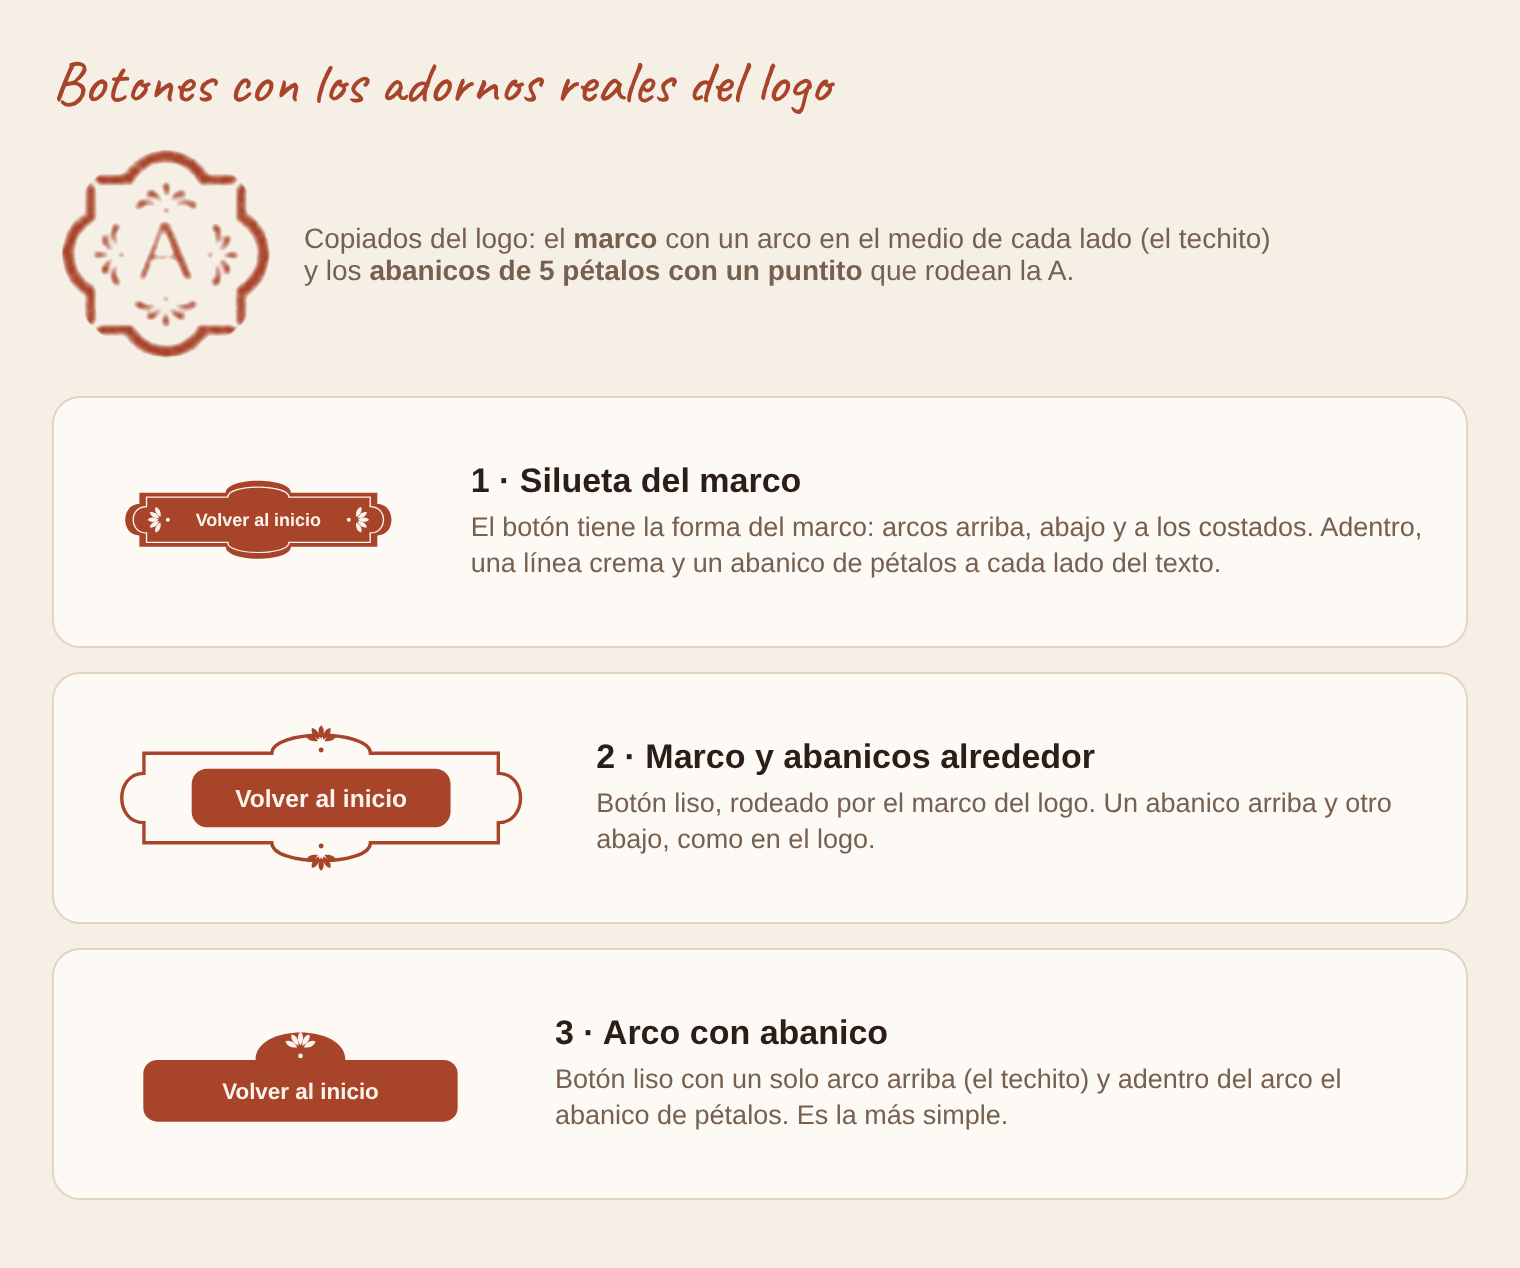 Botones con los adornos reales del logo
A
Copiados del logo: el marco con un arco en el medio de cada lado (el techito)
y los abanicos de 5 pétalos con un puntito que rodean la A.
Volver al inicio
1 · Silueta del marco
El botón tiene la forma del marco: arcos arriba, abajo y a los costados. Adentro,
una línea crema y un abanico de pétalos a cada lado del texto.
Volver al inicio
2 · Marco y abanicos alrededor
Botón liso, rodeado por el marco del logo. Un abanico arriba y otro
abajo, como en el logo.
Volver al inicio
3 · Arco con abanico
Botón liso con un solo arco arriba (el techito) y adentro del arco el
abanico de pétalos. Es la más simple.